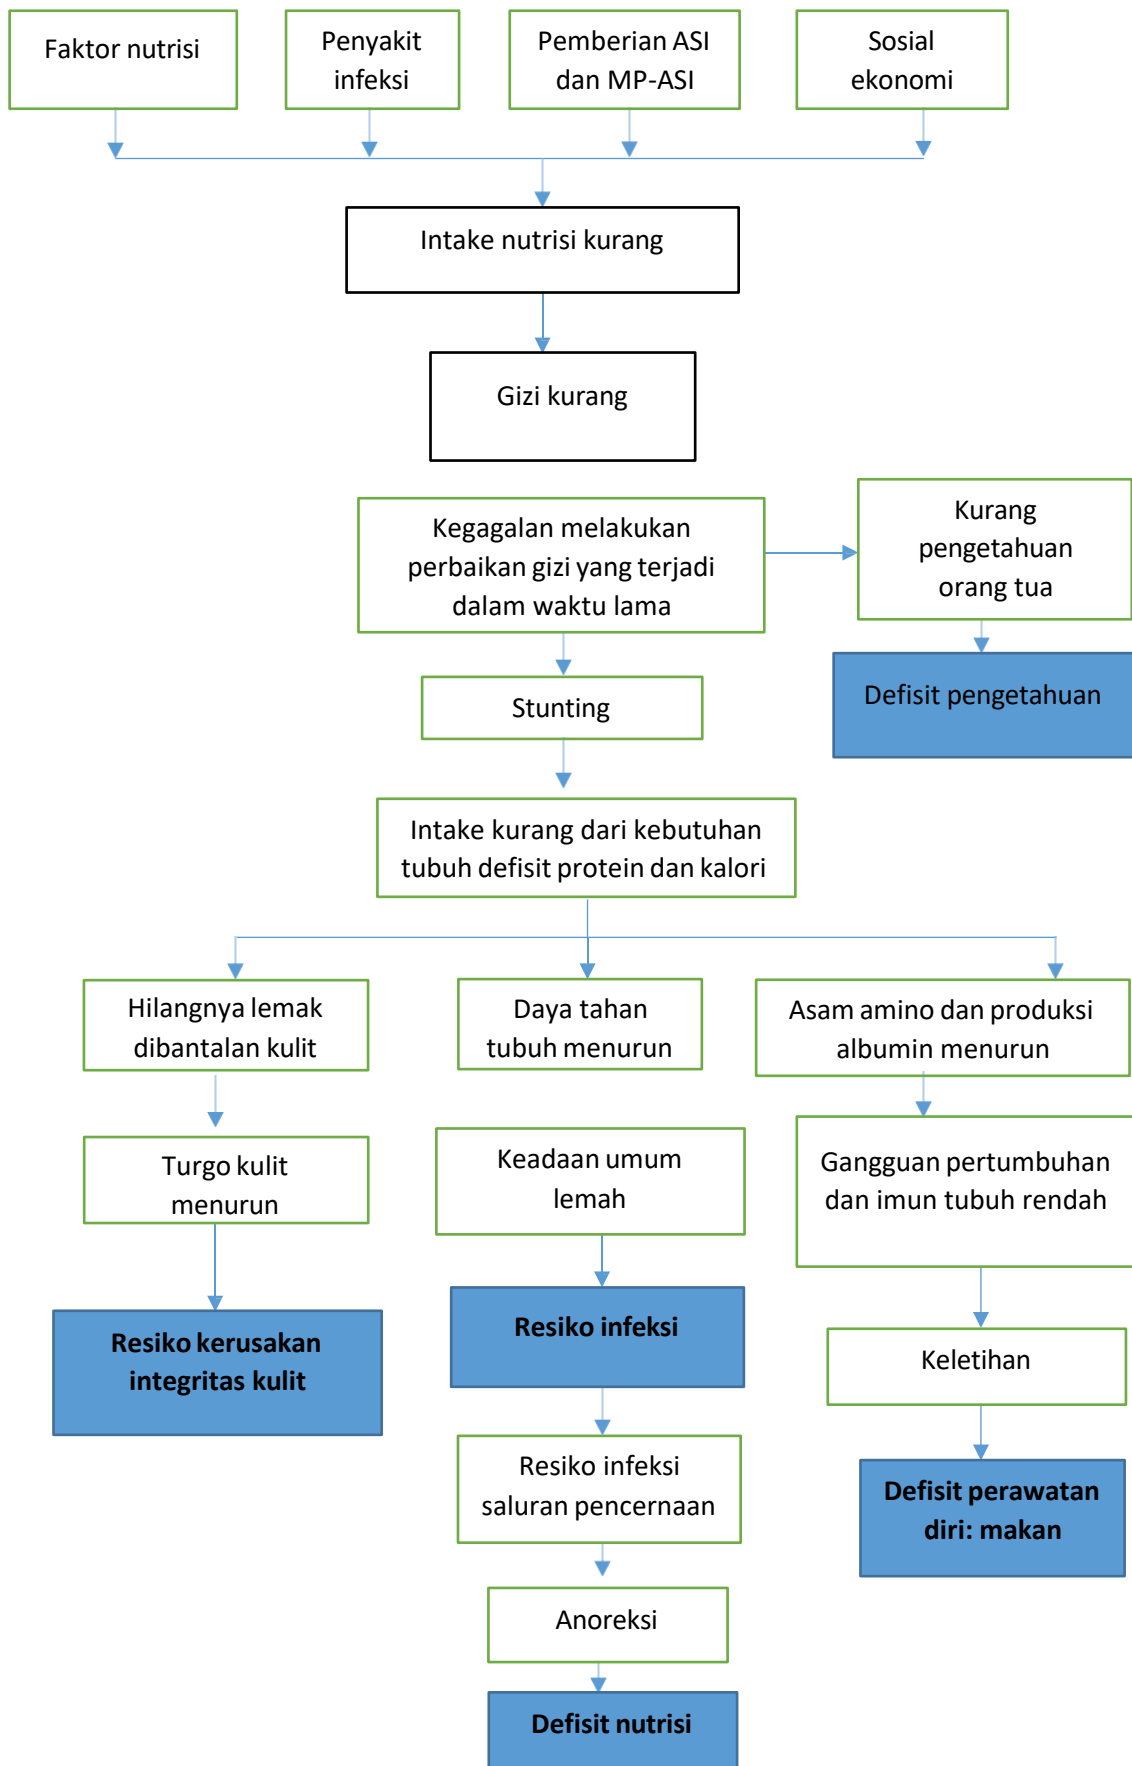 Faktor nutrisi
Penyakit
infeksi
Pemberian ASI
dan MP-ASI
Sosial
ekonomi
Intake nutrisi kurang
Gizi kurang
Kegagalan melakukan
perbaikan gizi yang terjadi
dalam waktu lama
Kurang
pengetahuan
orang tua
Defisit pengetahuan
Stunting
Intake kurang dari kebutuhan
tubuh defisit protein dan kalori
Hilangnya lemak
dibantalan kulit
Daya tahan
tubuh menurun
Asam amino dan produksi
albumin menurun
Turgo kulit
menurun
Keadaan umum
lemah
Gangguan pertumbuhan
dan imun tubuh rendah
Resiko kerusakan
integritas kulit
Resiko infeksi
Keletihan
Resiko infeksi
saluran pencernaan
Defisit perawatan
diri: makan
Anoreksi
Defisit nutrisi